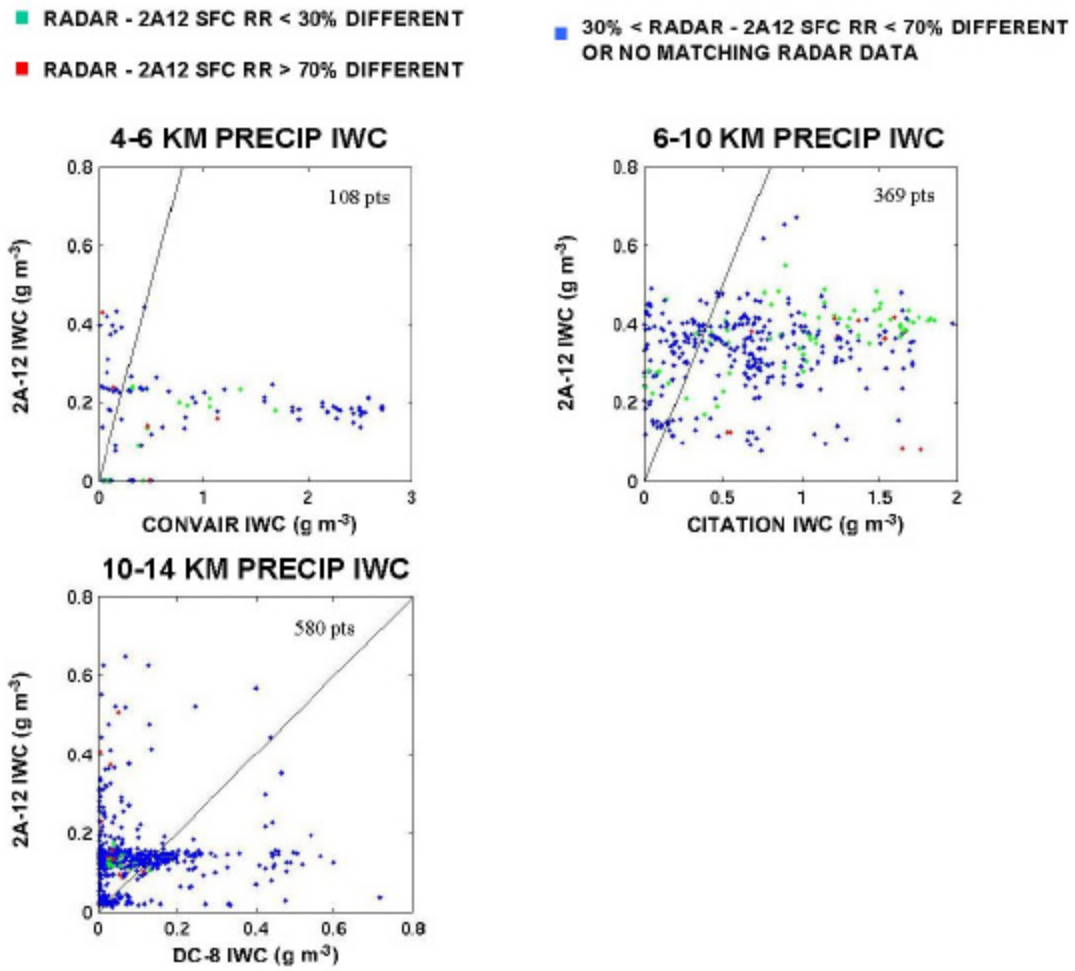 RADAR - 2A12 SFC RR < 30% DIFFERENT
RADAR - 2A12 SFC RR > 70% DIFFERENT
30% < RADAR - 2A12 SFC RR < 70% DIFFERENT
OR NO MATCHING RADAR DATA
4-6 KM PRECIP IWC
0.8
0.6
0.4
0.2
0
108 pts
2A-12 IWC (g m⁻³)
0 1 2 3
CONVAIR IWC (g m⁻³)
6-10 KM PRECIP IWC
0.8
0.6
0.4
0.2
0
369 pts
2A-12 IWC (g m⁻³)
0 0.5 1 1.5 2
CITATION IWC (g m⁻³)
10-14 KM PRECIP IWC
0.8
0.6
0.4
0.2
0
580 pts
2A-12 IWC (g m⁻³)
0 0.2 0.4 0.6 0.8
DC-8 IWC (g m⁻³)